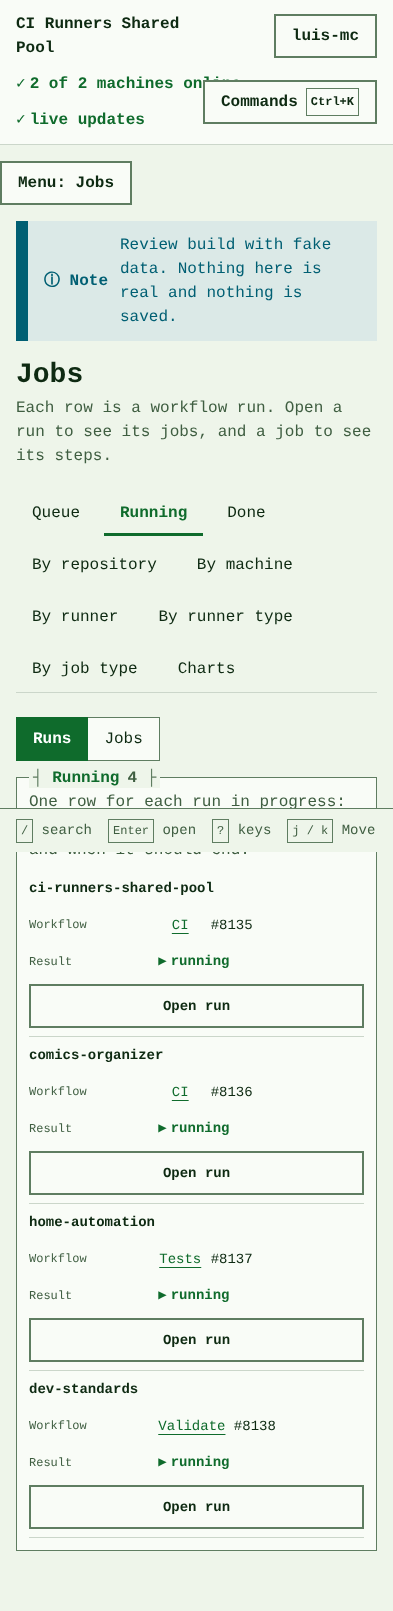 CI Runners Shared
Pool
luis-mc
✓ 2 of 2 machines
✓ live updates
Commands Ctrl+K
Menu: Jobs
ⓘ Note
Review build with fake
data. Nothing here is
real and nothing is
saved.
Jobs
Each row is a workflow run. Open a
run to see its jobs, and a job to see
its steps.
Queue Running Done
By repository By machine
By runner By runner type
By job type Charts
Runs Jobs
Running 4
One row for each run in progress:
/ search Enter open ? keys j / k Move
ci-runners-shared-pool
Workflow CI #8135
Result ▶ running
Open run
comics-organizer
Workflow CI #8136
Result ▶ running
Open run
home-automation
Workflow Tests #8137
Result ▶ running
Open run
dev-standards
Workflow Validate #8138
Result ▶ running
Open run